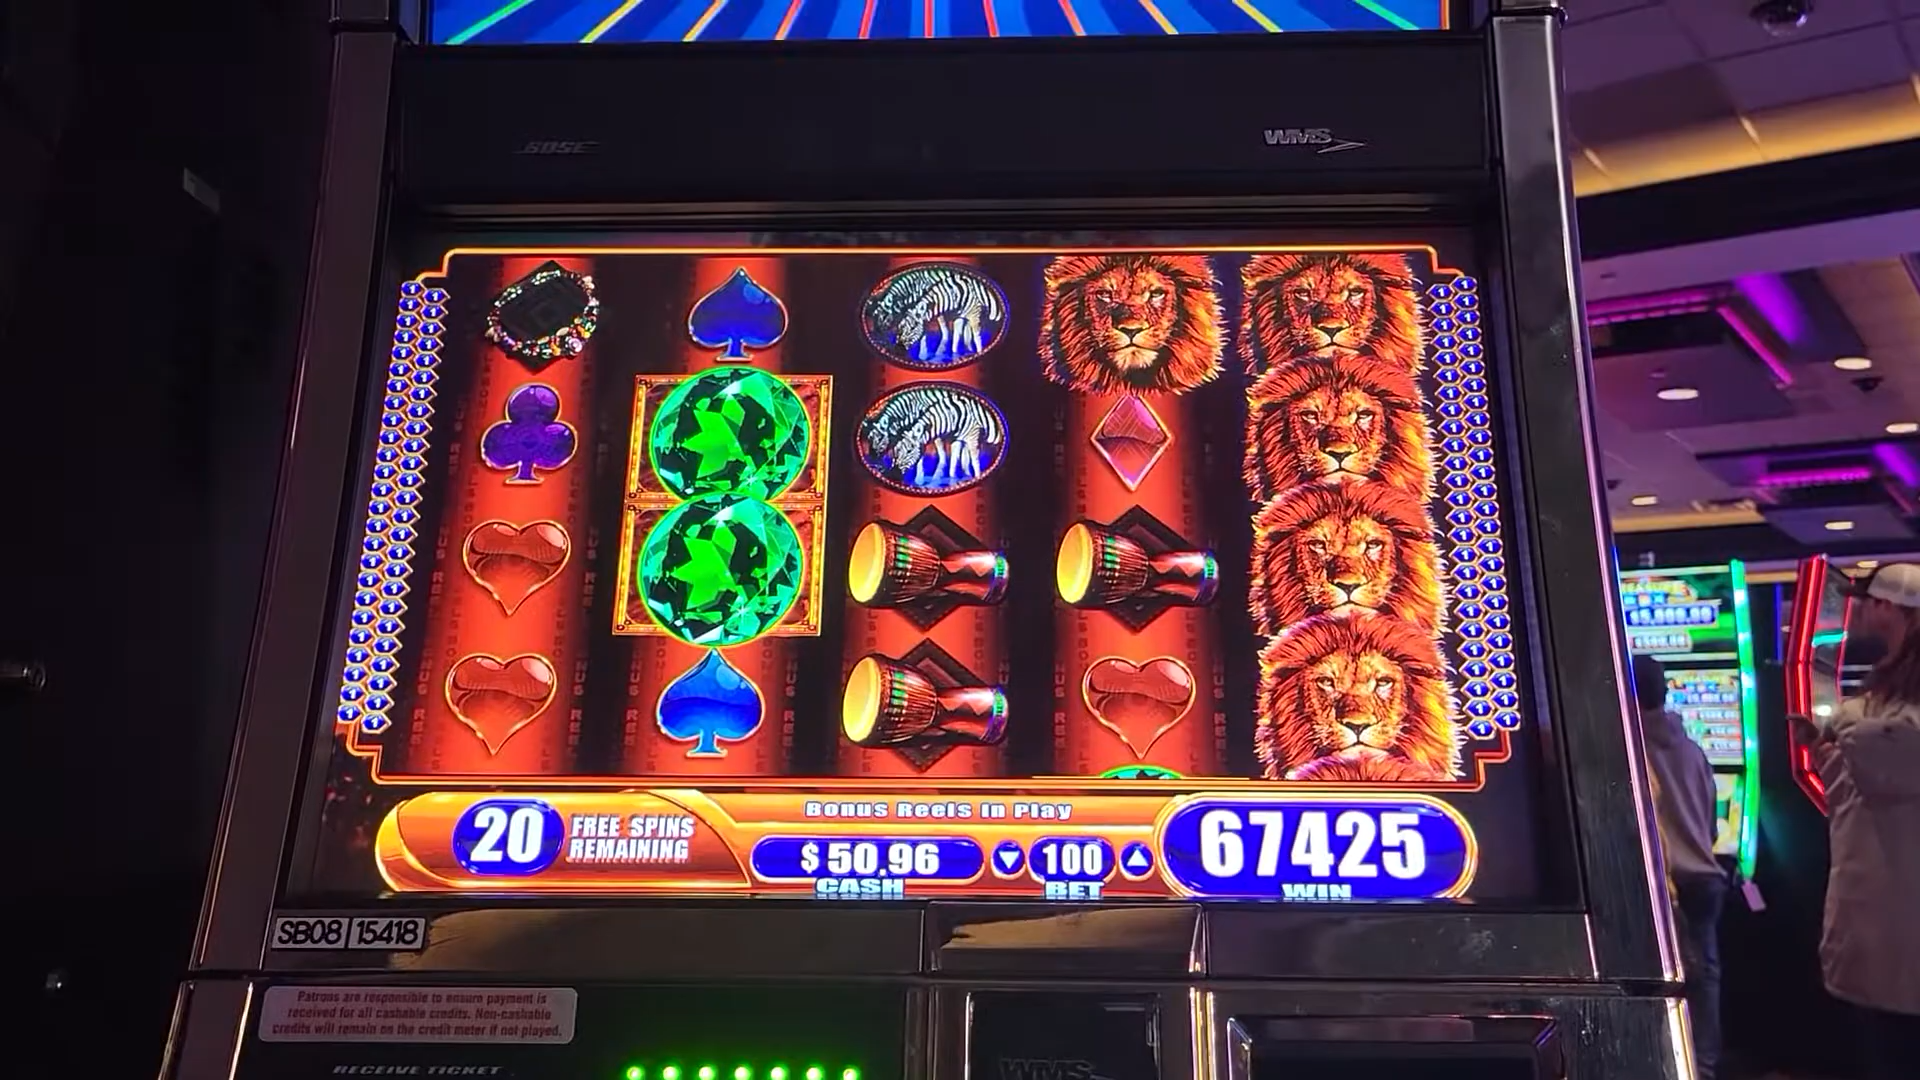 BOSE
WMS
20
FREE SPINS
REMAINING
Bonus Reels In Play
$50.96
CASH
100
BET
67425
WIN
SB08 15418
Patrons are responsible to ensure payment is
received for all cashable credits. Non-cashable
credits will remain on the credit meter if not played.
RECEIVE TICKET
WMS